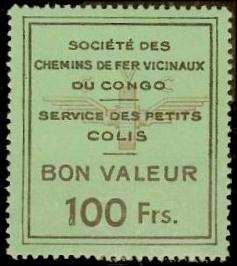 SOCIÉTÉ DES
CHEMINS DE FER VICINAUX
DU CONGO
SERVICE DES PETITS
COLIS
BON VALEUR
100 Frs.